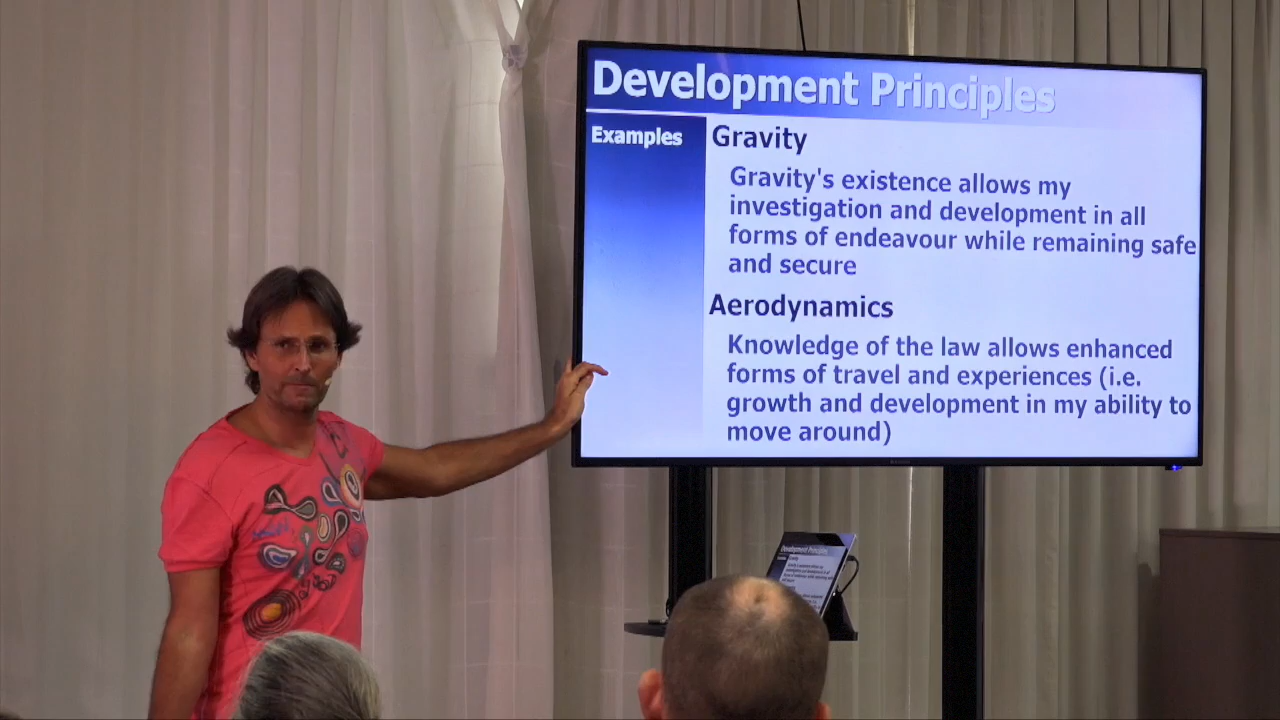 Development Principles
Examples
Gravity
Gravity's existence allows my
investigation and development in all
forms of endeavour while remaining safe
and secure
Aerodynamics
Knowledge of the law allows enhanced
forms of travel and experiences (i.e.
growth and development in my ability to
move around)
Development Principles